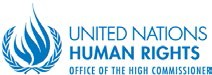 UNITED NATIONS
HUMAN RIGHTS
OFFICE OF THE HIGH COMMISSIONER